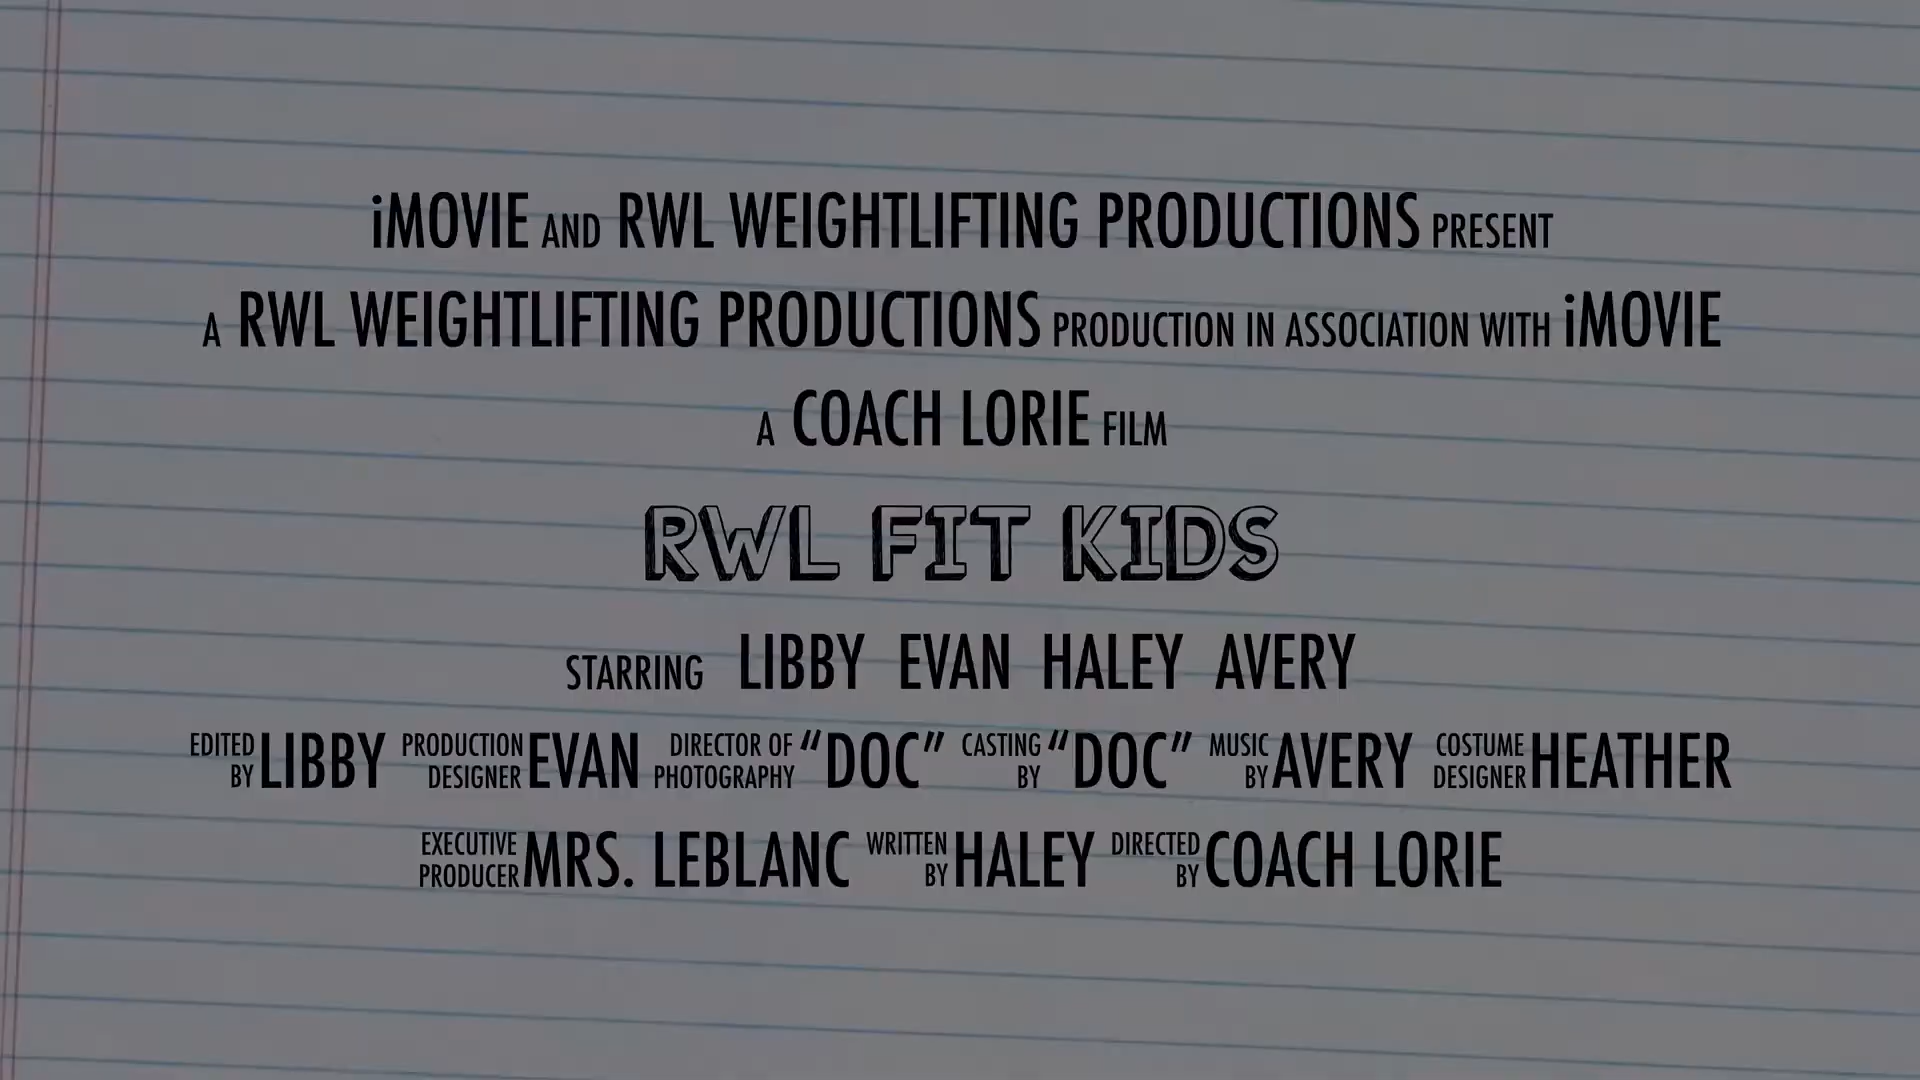 iMOVIE AND RWL WEIGHTLIFTING PRODUCTIONS PRESENT
A RWL WEIGHTLIFTING PRODUCTIONS PRODUCTION IN ASSOCIATION WITH iMOVIE
A COACH LORIE FILM
RWL FIT KIDS
STARRING LIBBY EVAN HALEY AVERY
EDITED BY LIBBY PRODUCTION DESIGNER EVAN DIRECTOR OF PHOTOGRAPHY “DOC” CASTING BY “DOC” MUSIC BY AVERY COSTUME DESIGNER HEATHER
EXECUTIVE PRODUCER MRS. LEBLANC WRITTEN BY HALEY DIRECTED BY COACH LORIE